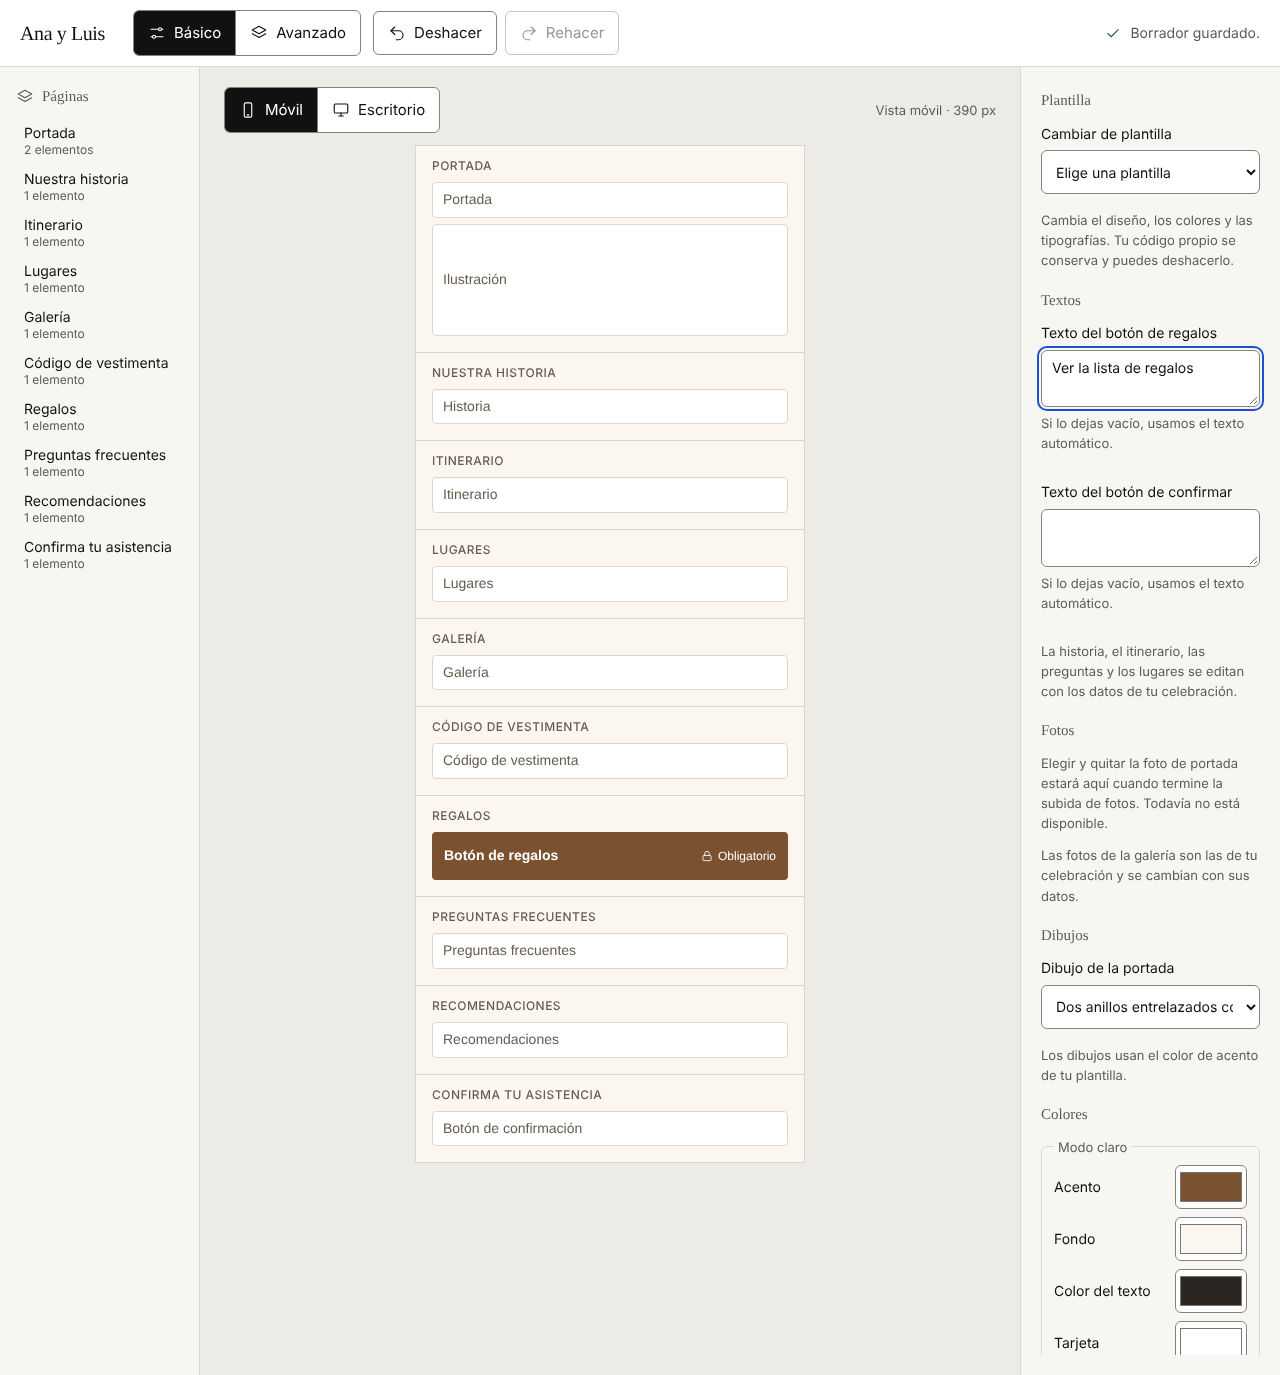 Ana y Luis
Básico
Avanzado
Deshacer
Rehacer
Borrador guardado.
Páginas
Portada
2 elementos
Nuestra historia
1 elemento
Itinerario
1 elemento
Lugares
1 elemento
Galería
1 elemento
Código de vestimenta
1 elemento
Regalos
1 elemento
Preguntas frecuentes
1 elemento
Recomendaciones
1 elemento
Confirma tu asistencia
1 elemento
Móvil
Escritorio
Vista móvil · 390 px
PORTADA
Portada
Ilustración
NUESTRA HISTORIA
Historia
ITINERARIO
Itinerario
LUGARES
Lugares
GALERÍA
Galería
CÓDIGO DE VESTIMENTA
Código de vestimenta
REGALOS
Botón de regalos
Obligatorio
PREGUNTAS FRECUENTES
Preguntas frecuentes
RECOMENDACIONES
Recomendaciones
CONFIRMA TU ASISTENCIA
Botón de confirmación
Plantilla
Cambiar de plantilla
Elige una plantilla
Cambia el diseño, los colores y las
tipografías. Tu código propio se
conserva y puedes deshacerlo.
Textos
Texto del botón de regalos
Ver la lista de regalos
Si lo dejas vacío, usamos el texto
automático.
Texto del botón de confirmar
Si lo dejas vacío, usamos el texto
automático.
La historia, el itinerario, las
preguntas y los lugares se editan
con los datos de tu celebración.
Fotos
Elegir y quitar la foto de portada
estará aquí cuando termine la
subida de fotos. Todavía no está
disponible.
Las fotos de la galería son las de tu
celebración y se cambian con sus
datos.
Dibujos
Dibujo de la portada
Dos anillos entrelazados co
Los dibujos usan el color de acento
de tu plantilla.
Colores
Modo claro
Acento
Fondo
Color del texto
Tarjeta